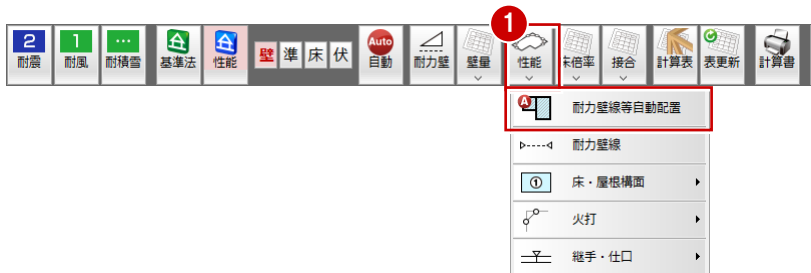 1
2 耐震
1 耐風
… 耐積雪
基準法
性能
壁 準 床 伏
Auto 自動
耐力壁
壁量
性能
床倍率
接合
計算表
表更新
計算書
A 耐力壁線等自動配置
耐力壁線
① 床・屋根構面
火打
継手・仕口